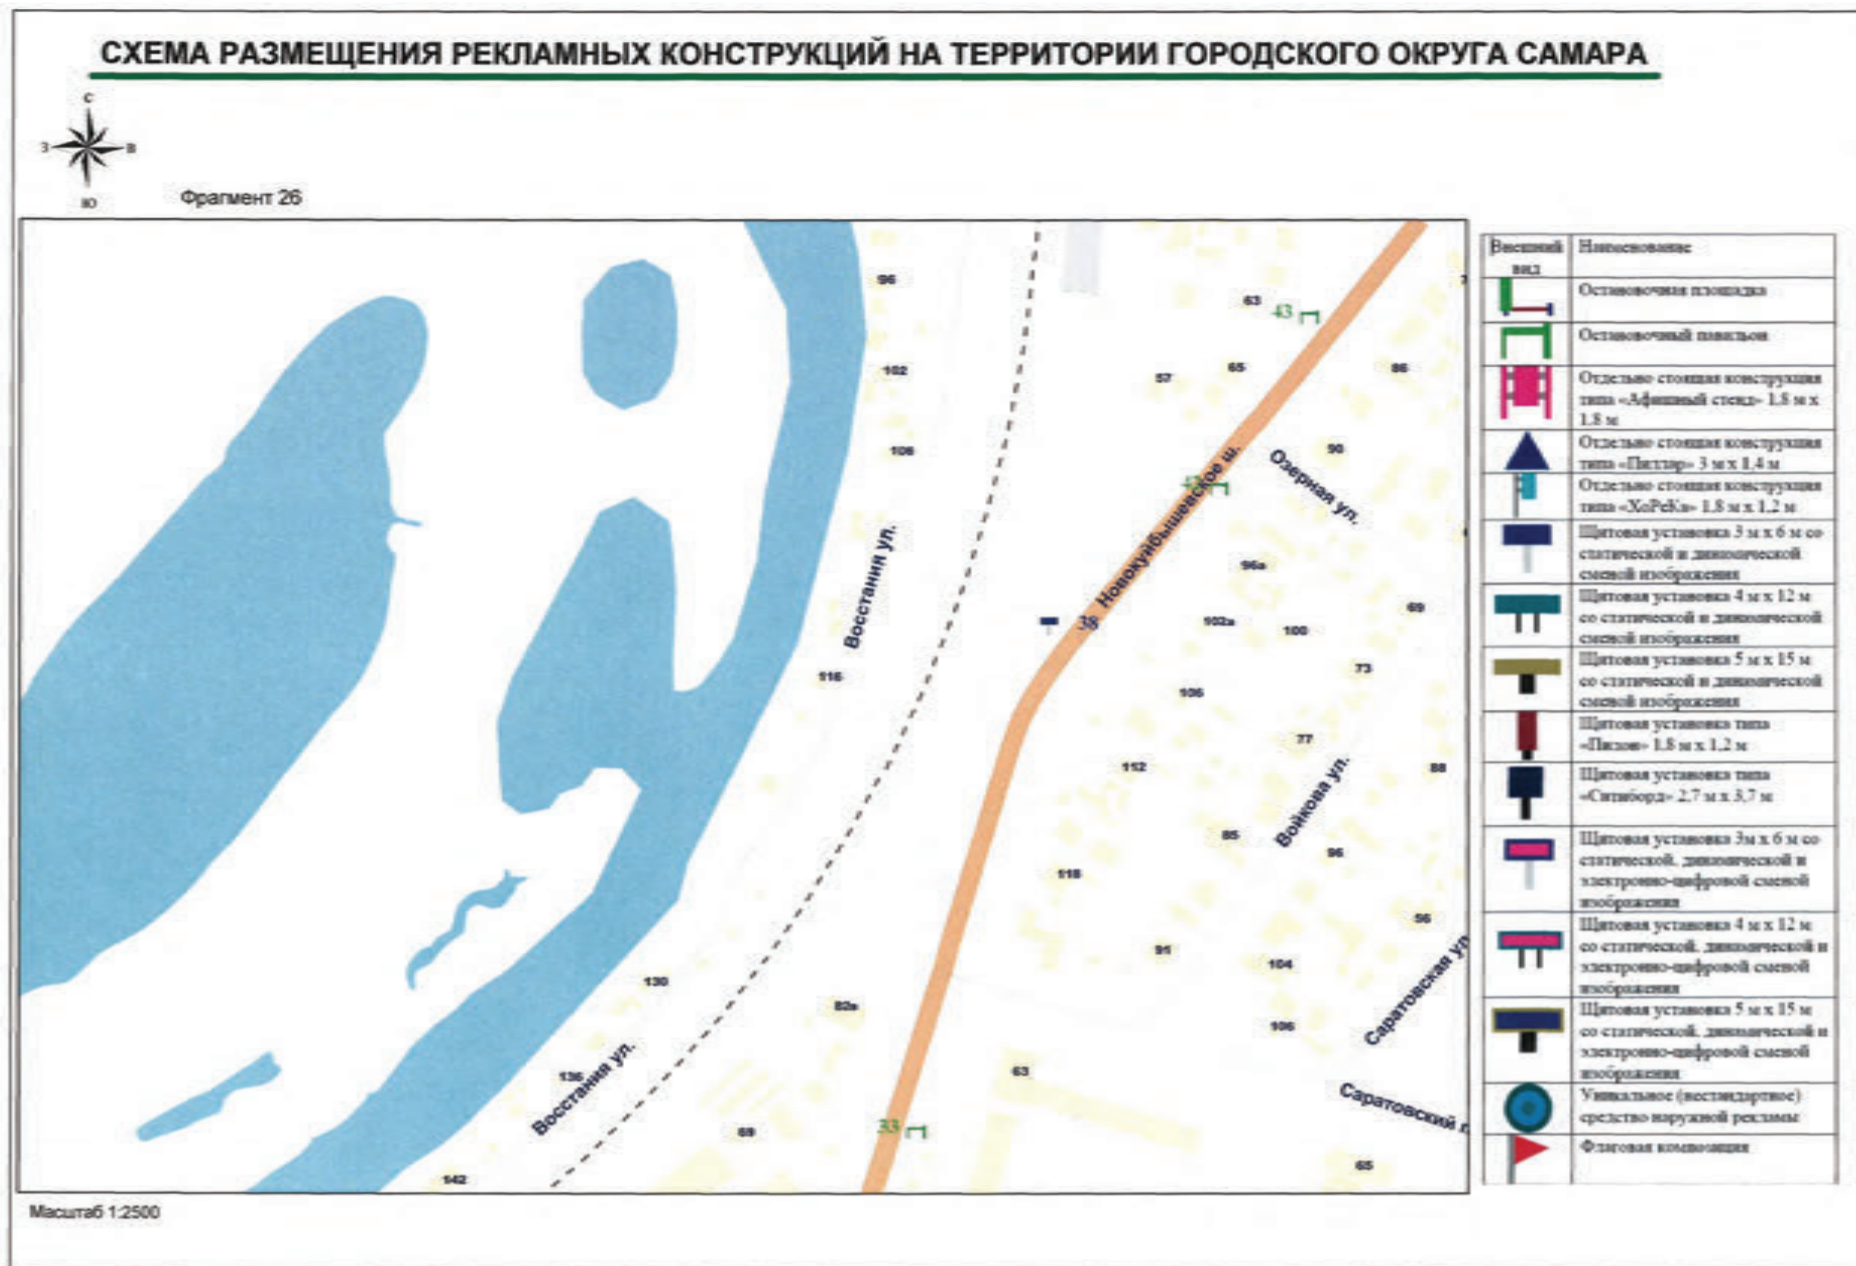 СХЕМА РАЗМЕЩЕНИЯ РЕКЛАМНЫХ КОНСТРУКЦИЙ НА ТЕРРИТОРИИ ГОРОДСКОГО ОКРУГА САМАРА
С
З В
Ю
Фрагмент 26
96
63
43
102
57
65
86
108
90
Новокуйбышевское ш.
Озерная ул.
Восстания ул.
96а
69
38
102а
100
116
73
106
77
112
88
Войкова ул.
85
96
118
56
91
104
Саратовская ул
130
82а
106
63
136
Восстания ул.
Саратовский п
33
69
65
142
Масштаб 1:2500
Внешний вид
Наименование
Остановочная площадка
Остановочный павильон
Отдельно стоящая конструкция
типа «Афишный стенд» 1,8 м х
1,8 м
Отдельно стоящая конструкция
типа «Пиллар» 3 м х 1,4 м
Отдельно стоящая конструкция
типа «ХоРеКа» 1,8 м х 1,2 м
Щитовая установка 3 м х 6 м со
статической и динамической
сменой изображения
Щитовая установка 4 м х 12 м
со статической и динамической
сменой изображения
Щитовая установка 5 м х 15 м
со статической и динамической
сменой изображения
Щитовая установка типа
«Пилон» 1,8 м х 1,2 м
Щитовая установка типа
«Ситиборд» 2,7 м х 3,7 м
Щитовая установка 3м х 6 м со
статической, динамической и
электронно-цифровой сменой
изображения
Щитовая установка 4 м х 12 м
со статической, динамической и
электронно-цифровой сменой
изображения
Щитовая установка 5 м х 15 м
со статической, динамической и
электронно-цифровой сменой
изображения
Уникальное (нестандартное)
средство наружной рекламы
Флаговая композиция